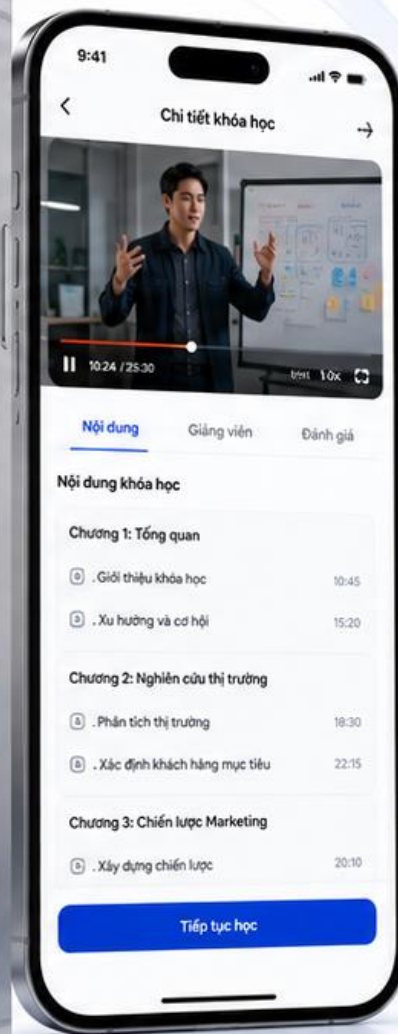 9:41
Chi tiết khóa học
10:24 / 25:30
1.0x
Nội dung
Giảng viên
Đánh giá
Nội dung khóa học
Chương 1: Tổng quan
. Giới thiệu khóa học 10:45
. Xu hướng và cơ hội 15:20
Chương 2: Nghiên cứu thị trường
. Phân tích thị trường 18:30
. Xác định khách hàng mục tiêu 22:15
Chương 3: Chiến lược Marketing
. Xây dựng chiến lược 20:10
Tiếp tục học